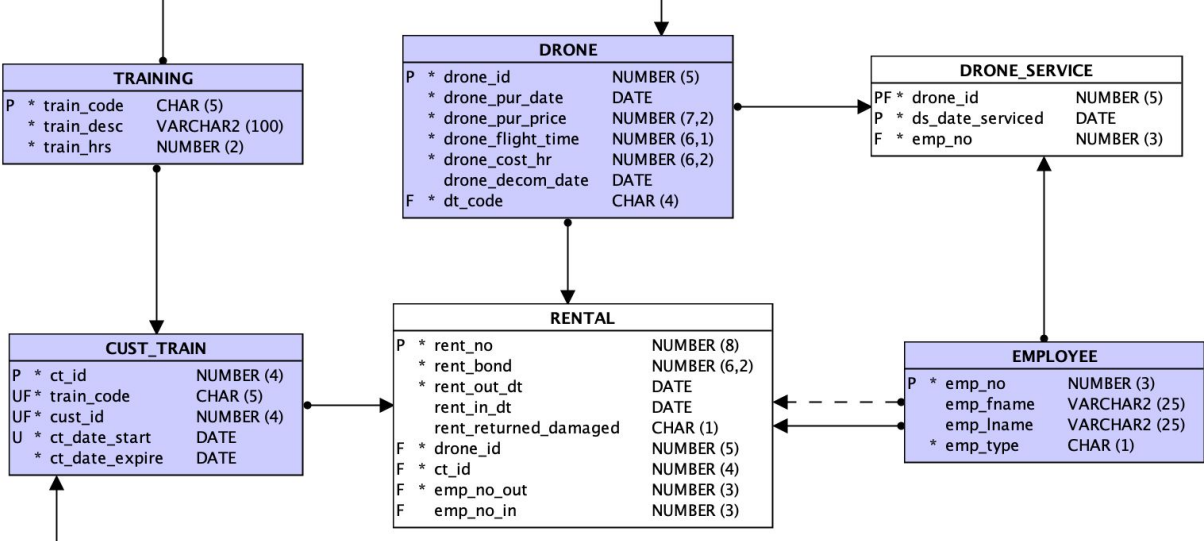 TRAINING
P * train_code CHAR (5)
* train_desc VARCHAR2 (100)
* train_hrs NUMBER (2)
DRONE
P * drone_id NUMBER (5)
* drone_pur_date DATE
* drone_pur_price NUMBER (7,2)
* drone_flight_time NUMBER (6,1)
* drone_cost_hr NUMBER (6,2)
drone_decom_date DATE
F * dt_code CHAR (4)
DRONE_SERVICE
PF * drone_id NUMBER (5)
P * ds_date_serviced DATE
F * emp_no NUMBER (3)
CUST_TRAIN
P * ct_id NUMBER (4)
UF * train_code CHAR (5)
UF * cust_id NUMBER (4)
U * ct_date_start DATE
* ct_date_expire DATE
RENTAL
P * rent_no NUMBER (8)
* rent_bond NUMBER (6,2)
* rent_out_dt DATE
rent_in_dt DATE
rent_returned_damaged CHAR (1)
F * drone_id NUMBER (5)
F * ct_id NUMBER (4)
F * emp_no_out NUMBER (3)
F emp_no_in NUMBER (3)
EMPLOYEE
P * emp_no NUMBER (3)
emp_fname VARCHAR2 (25)
emp_lname VARCHAR2 (25)
* emp_type CHAR (1)